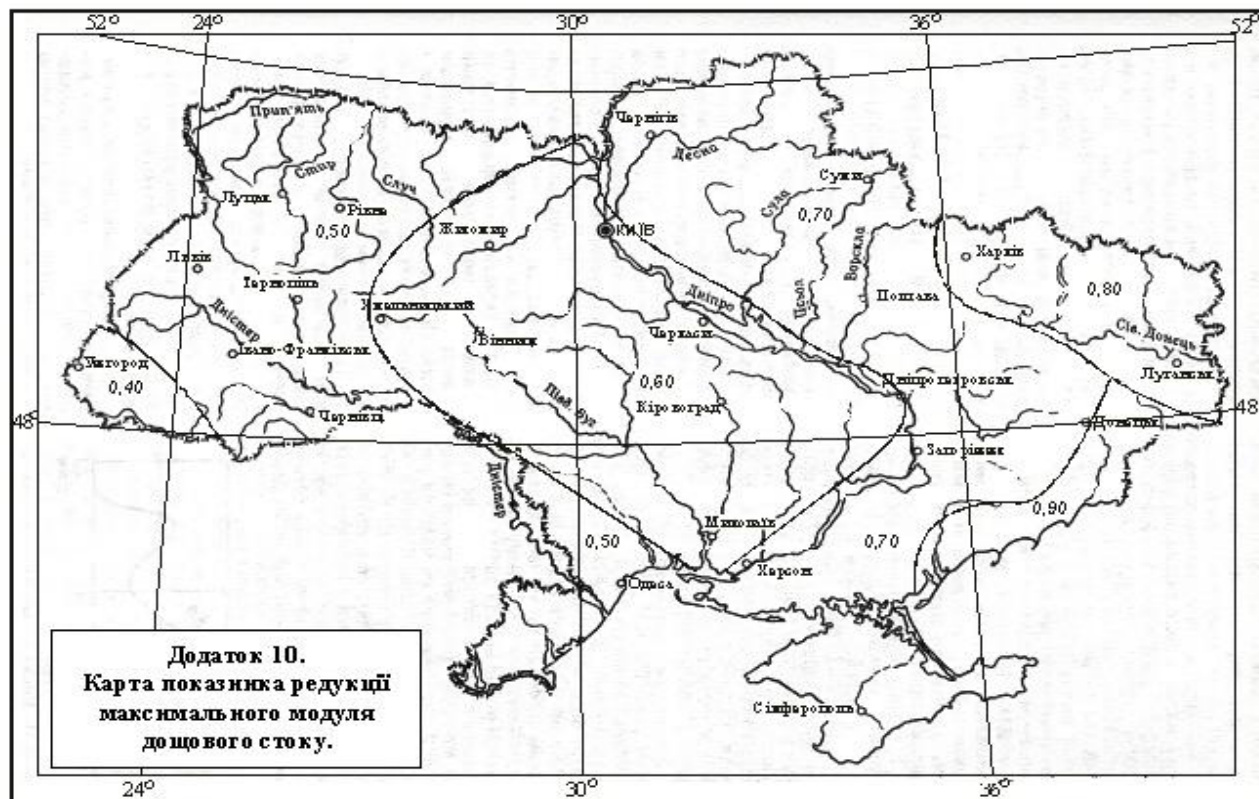 52° 24° 30° 36° 52°
Прип'ять
Чернігів
Десна
Стир
Случ
Суми
Луцьк
Рівне
Сула
0,70
0,50
Житомир
КИЇВ
Ворскла
Харків
Львів
Псьол
Тернопіль
Полтава
0,80
Хмельницький
Дніпро
Дністер
Черкаси
Сів. Донець
Вінниця
Івано-Франківськ
Ужгород
Луганськ
0,40
0,60
Дніпропетровськ
Півд. Буг
Кіровоград
Чернівці
48° 48°
Донецьк
Запоріжжя
Дністер
0,90
Миколаїв
0,50
0,70
Херсон
Одеса
Додаток 10.
Карта показника редукції
максимального модуля
дощового стоку.
Сімферополь
24° 30° 36°